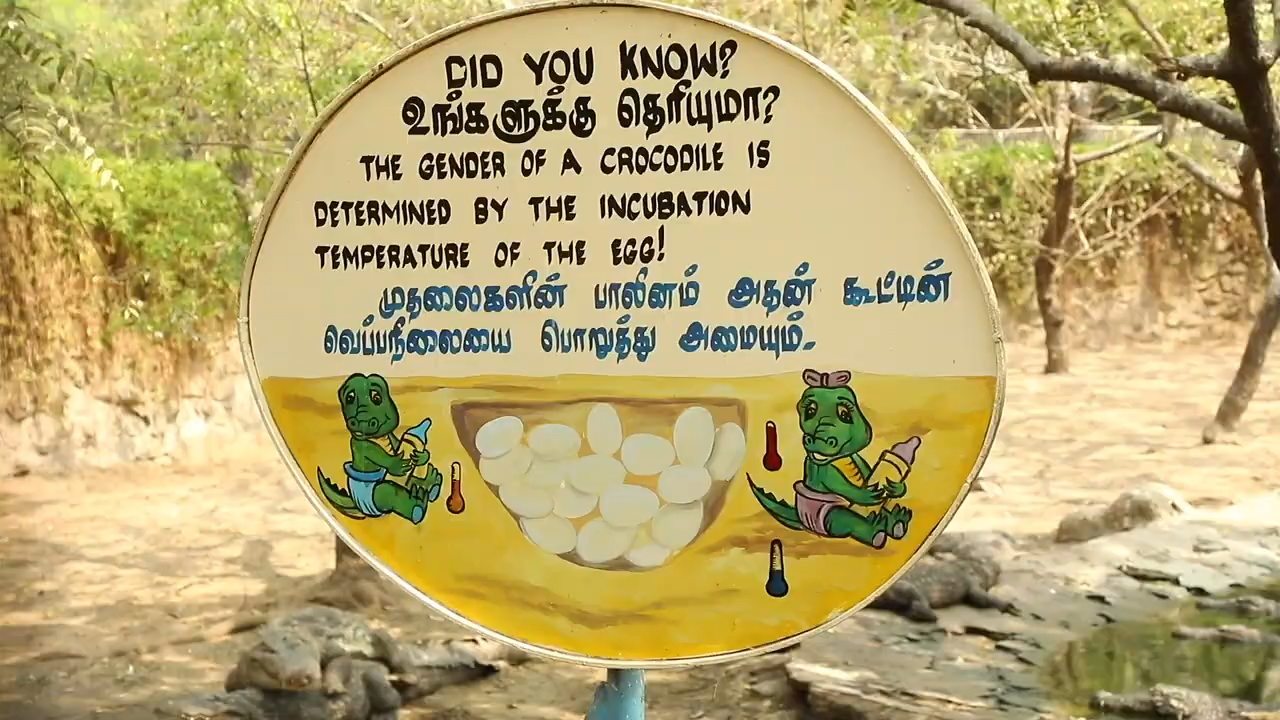 DID YOU KNOW?
உங்களுக்கு தெரியுமா?
THE GENDER OF A CROCODILE IS
DETERMINED BY THE INCUBATION
TEMPERATURE OF THE EGG!
முதலைகளின் பாலினம் அதன் கூட்டின்
வெப்பநிலையை பொறுத்து அமையும்.